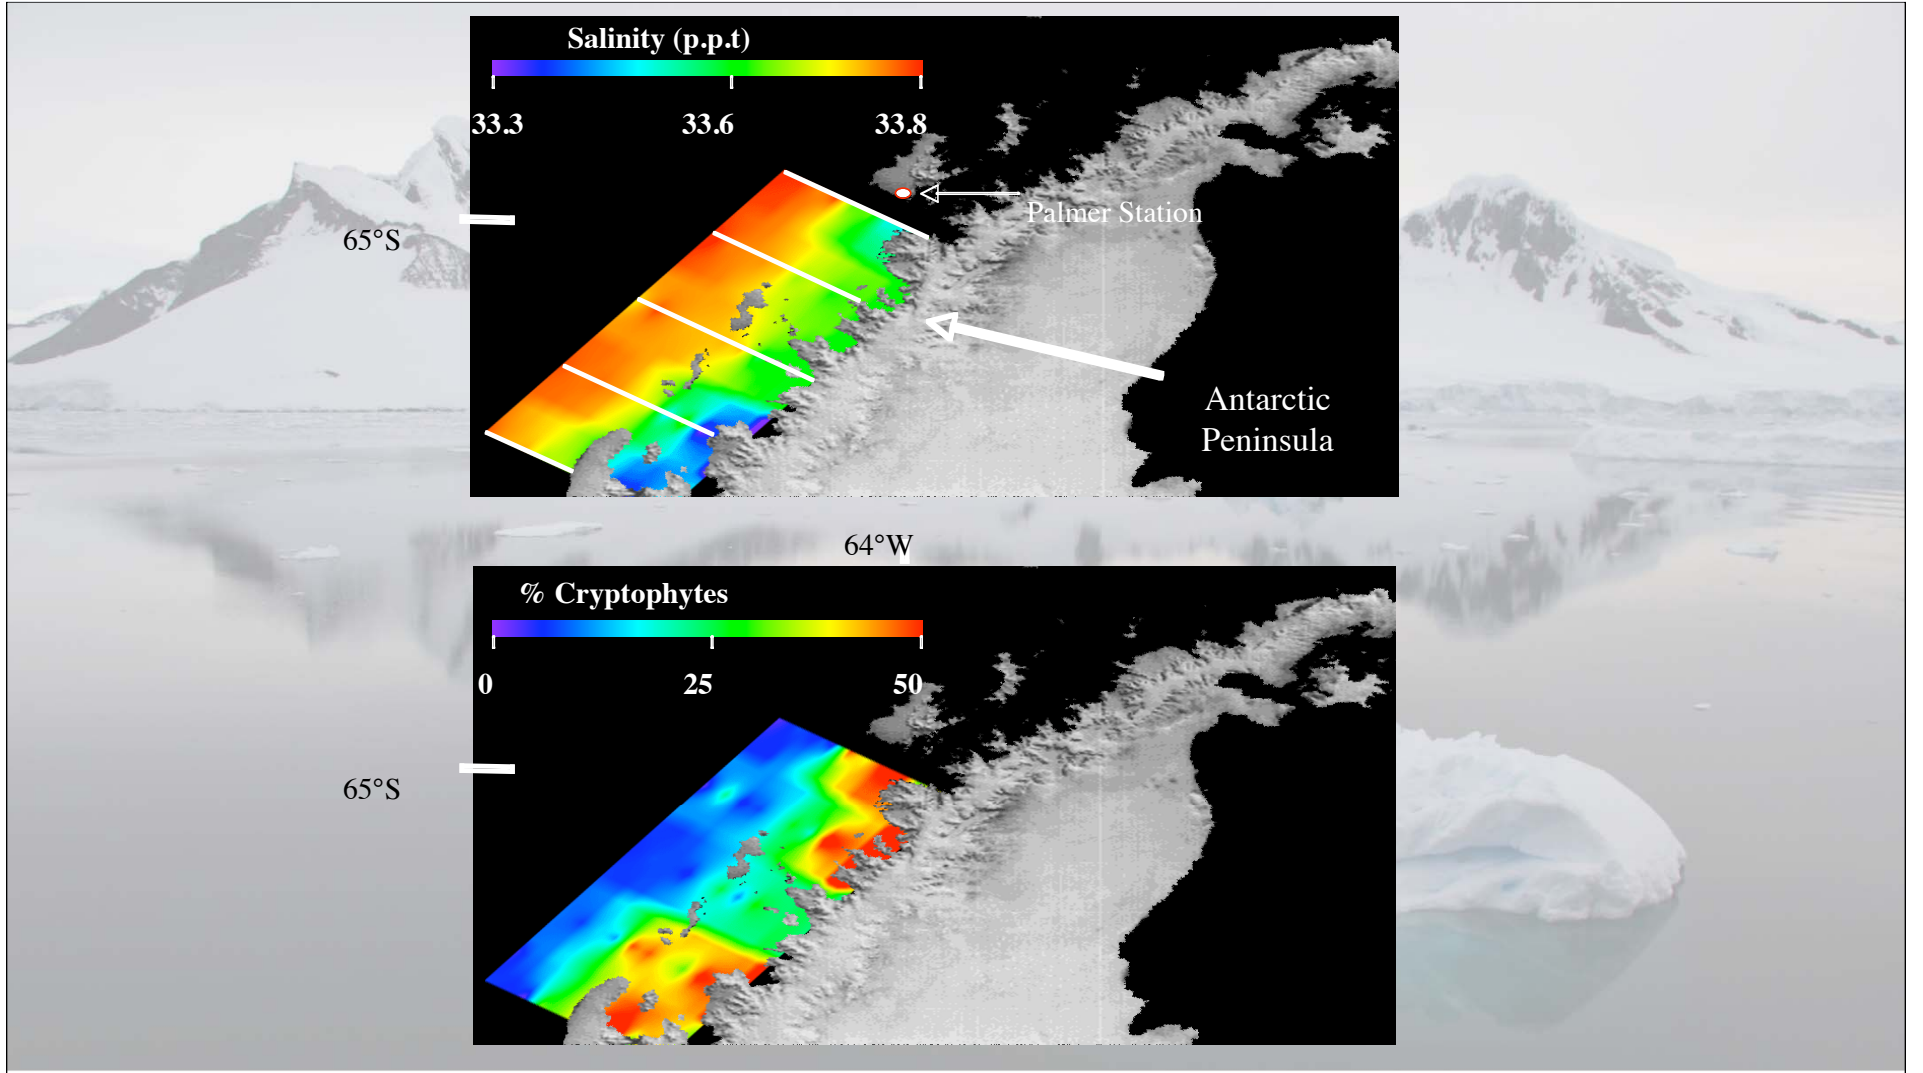 Salinity (p.p.t)
33.3 33.6 33.8
65°S
Palmer Station
Antarctic
Peninsula
64°W
% Cryptophytes
0 25 50
65°S